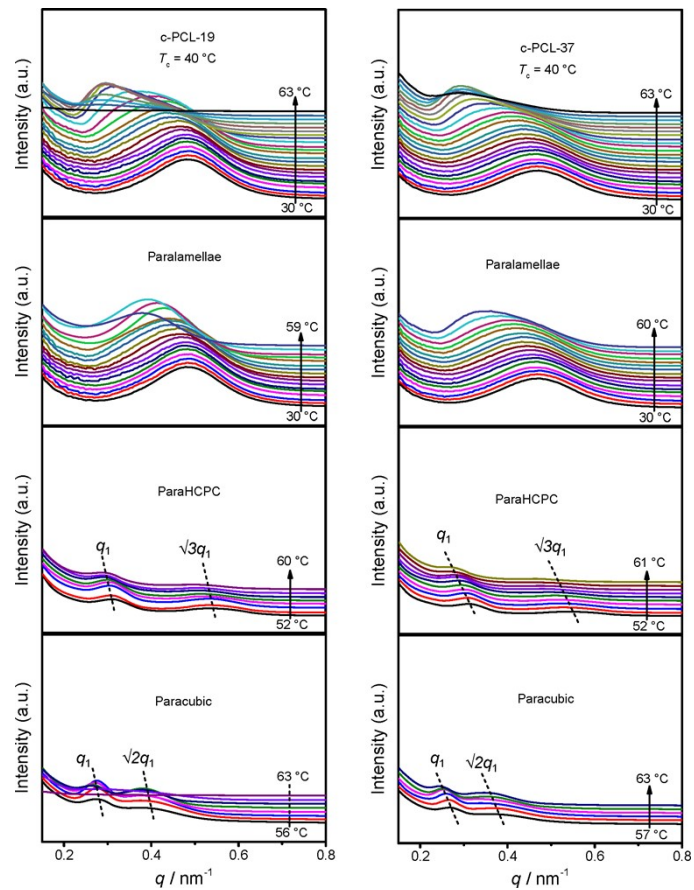 c-PCL-19
Tc = 40 °C
63 °C
30 °C
Intensity (a.u.)
Paralamellae
59 °C
30 °C
Intensity (a.u.)
ParaHCPC
q1
√3q1
60 °C
52 °C
Intensity (a.u.)
Paracubic
q1
√2q1
63 °C
56 °C
Intensity (a.u.)
0.2 0.4 0.6 0.8
q / nm-1
c-PCL-37
Tc = 40 °C
63 °C
30 °C
Intensity (a.u.)
Paralamellae
60 °C
30 °C
Intensity (a.u.)
ParaHCPC
q1
√3q1
61 °C
52 °C
Intensity (a.u.)
Paracubic
q1
√2q1
63 °C
57 °C
Intensity (a.u.)
0.2 0.4 0.6 0.8
q / nm-1